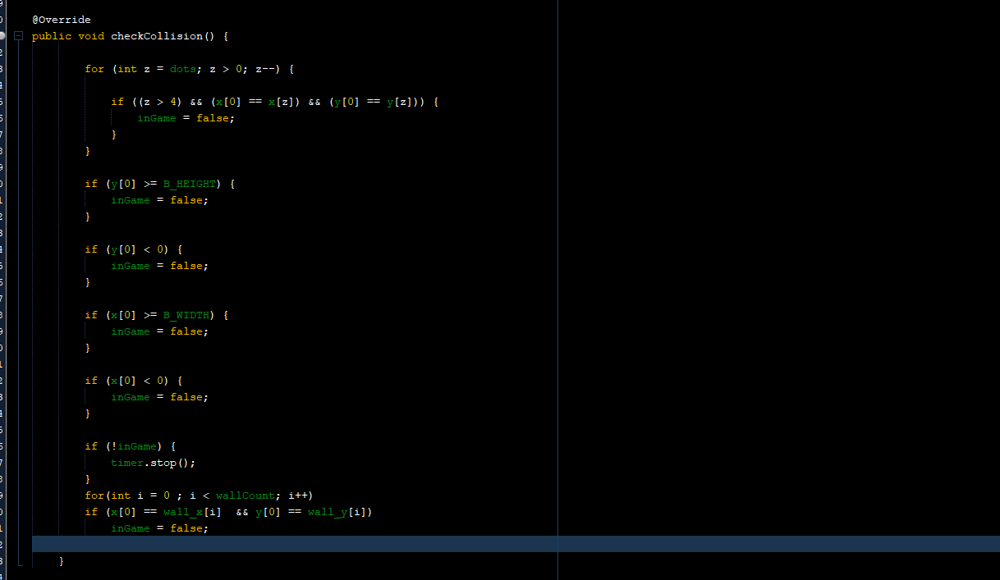 @Override
public void checkCollision() {
for (int z = dots; z > 0; z--) {
if ((z > 4) && (x[0] == x[z]) && (y[0] == y[z])) {
inGame = false;
}
}
if (y[0] >= B_HEIGHT) {
inGame = false;
}
if (y[0] < 0) {
inGame = false;
}
if (x[0] >= B_WIDTH) {
inGame = false;
}
if (x[0] < 0) {
inGame = false;
}
if (!inGame) {
timer.stop();
}
for(int i = 0 ; i < wallCount; i++)
if (x[0] == wall_x[i]  && y[0] == wall_y[i])
inGame = false;
}